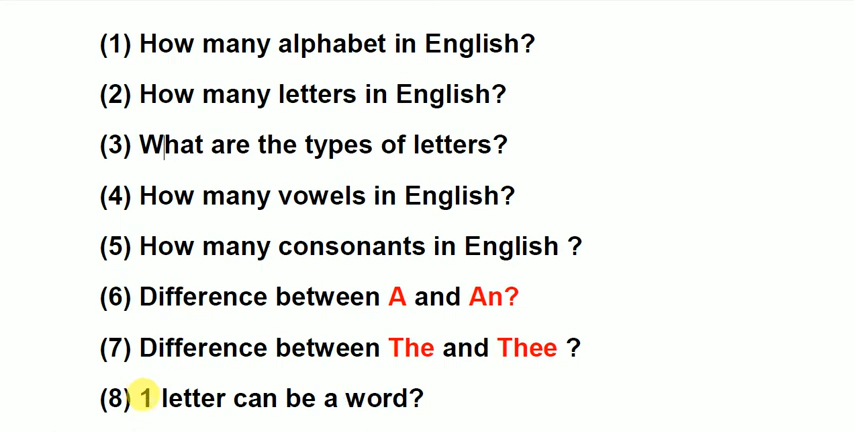 (1) How many alphabet in English?
(2) How many letters in English?
(3) What are the types of letters?
(4) How many vowels in English?
(5) How many consonants in English ?
(6) Difference between A and An?
(7) Difference between The and Thee ?
(8) 1 letter can be a word?